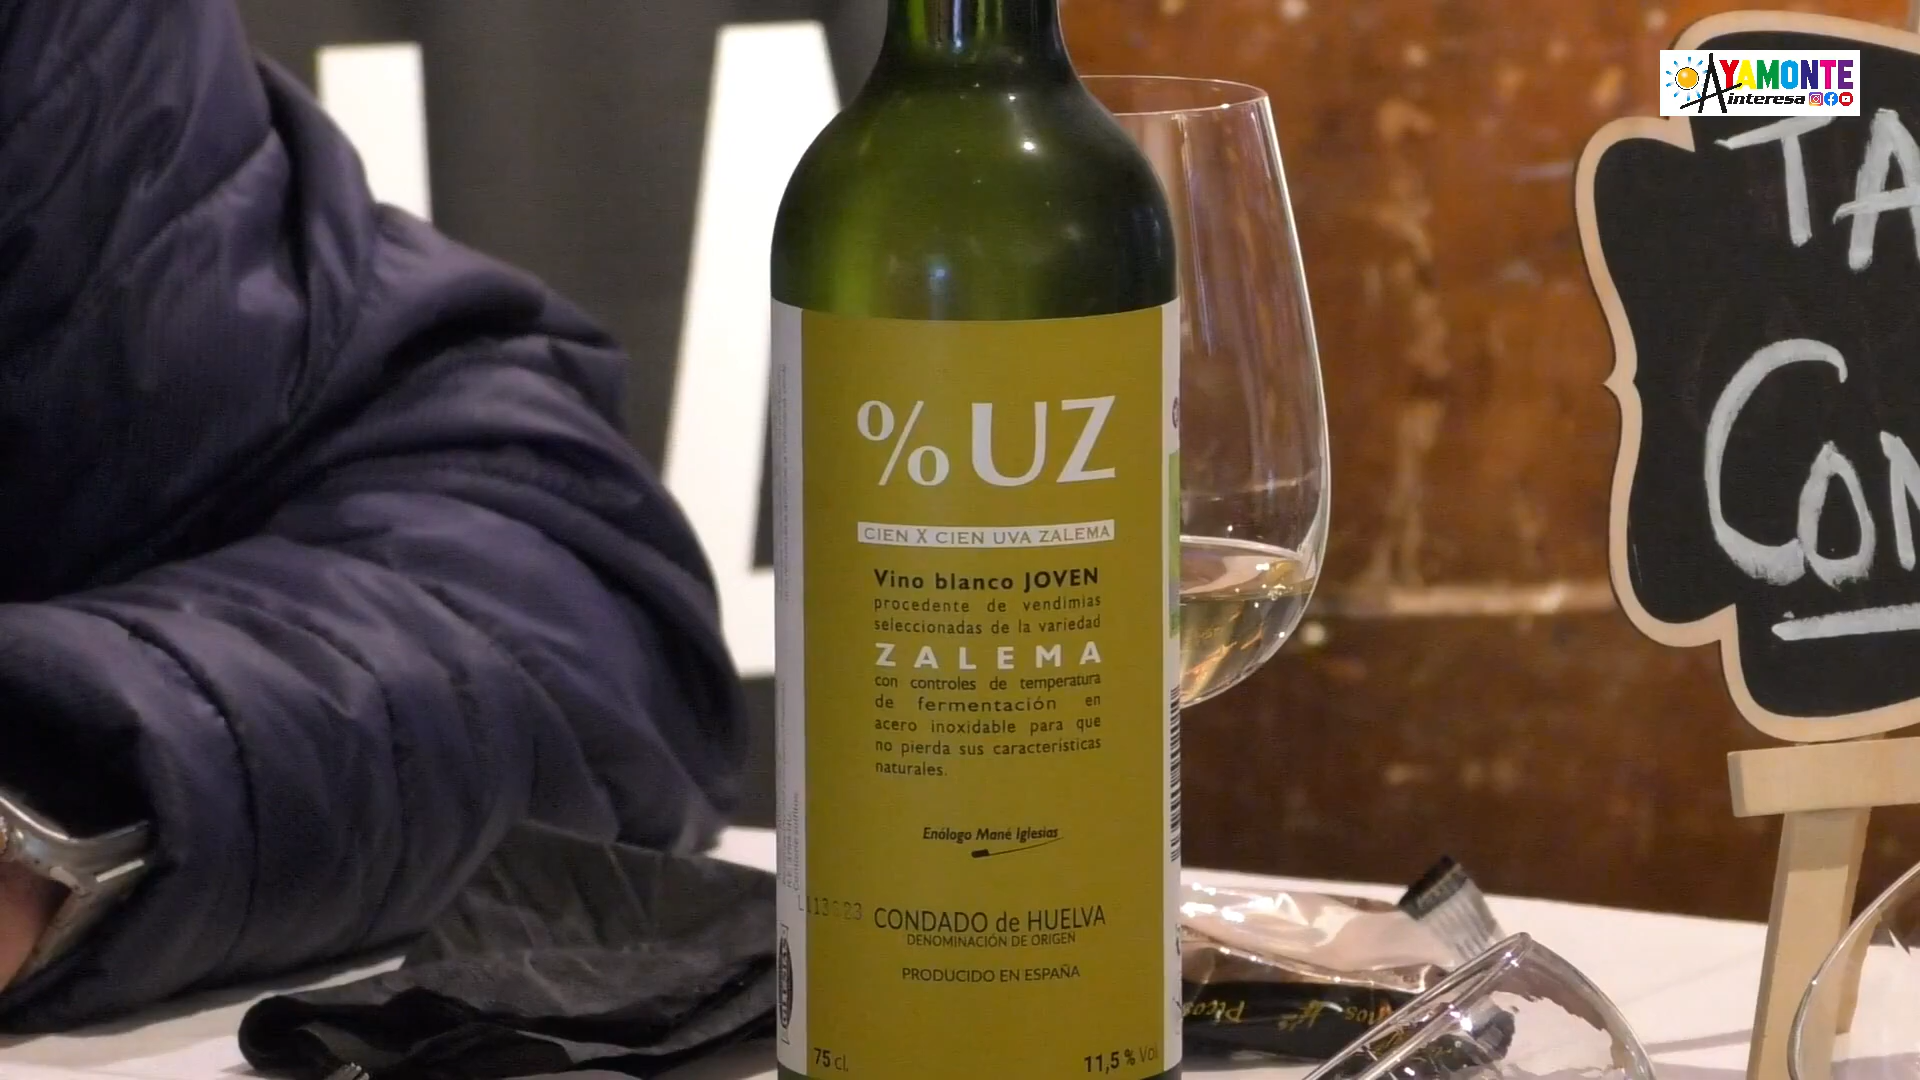 AYAMONTE
interesa
TA
CON
% UZ
CIEN X CIEN UVA ZALEMA
Vino blanco JOVEN
procedente de vendimias
seleccionadas de la variedad
ZALEMA
con controles de temperatura
de fermentación en
acero inoxidable para que
no pierda sus características
naturales.
Enólogo Mané Iglesias
CONDADO de HUELVA
DENOMINACIÓN DE ORIGEN
PRODUCIDO EN ESPAÑA
75 cl.
11,5 % Vol